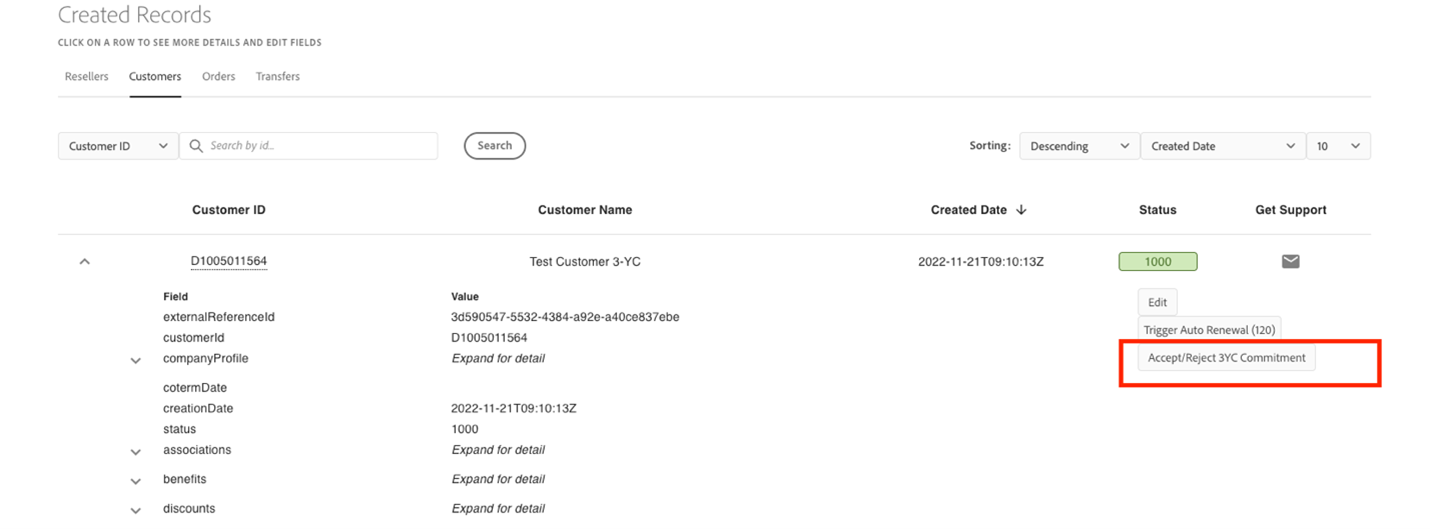 Created Records
CLICK ON A ROW TO SEE MORE DETAILS AND EDIT FIELDS
Resellers Customers Orders Transfers
Customer ID Search by id... Search Sorting: Descending Created Date 10
Customer ID Customer Name Created Date Status Get Support
D1005011564 Test Customer 3-YC 2022-11-21T09:10:13Z 1000
Field Value Edit
externalReferenceId 3d590547-5532-4384-a92e-a40ce837ebe
customerId D1005011564 Trigger Auto Renewal (120)
companyProfile Expand for detail Accept/Reject 3YC Commitment
cotermDate
creationDate 2022-11-21T09:10:13Z
status 1000
associations Expand for detail
benefits Expand for detail
discounts Expand for detail